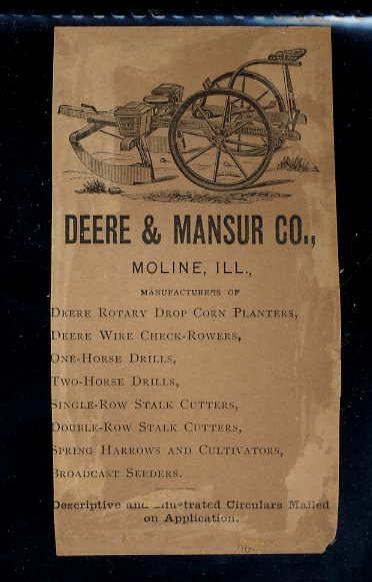 DEERE & MANSUR CO.,
MOLINE, ILL.,
MANUFACTURERS OF
DEERE ROTARY DROP CORN PLANTERS,
DEERE WIRE CHECK-ROWERS,
ONE-HORSE DRILLS,
TWO-HORSE DRILLS,
SINGLE-ROW STALK CUTTERS,
DOUBLE-ROW STALK CUTTERS,
SPRING HARROWS AND CULTIVATORS,
BROADCAST SEEDERS.
Descriptive and Illustrated Circulars Mailed
on Application.